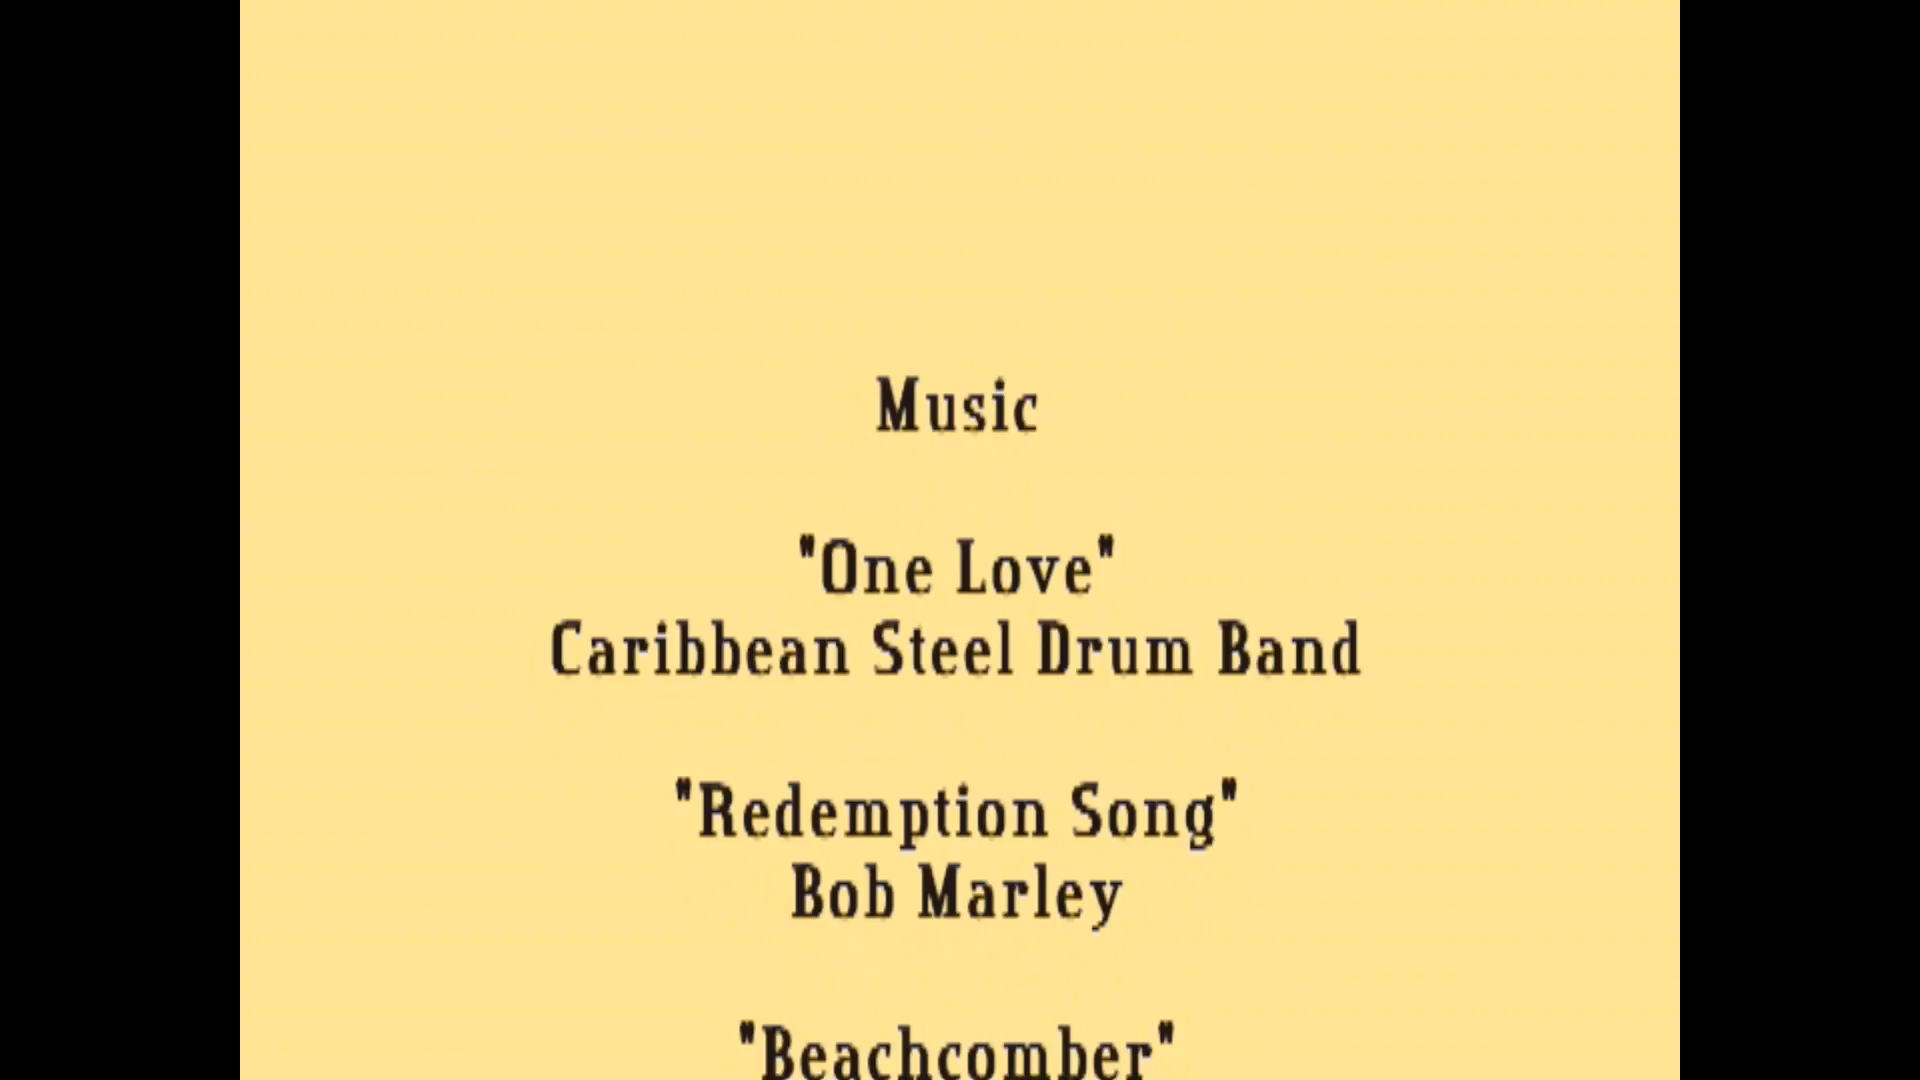 Music
"One Love"
Caribbean Steel Drum Band
"Redemption Song"
Bob Marley
"Beachcomber"